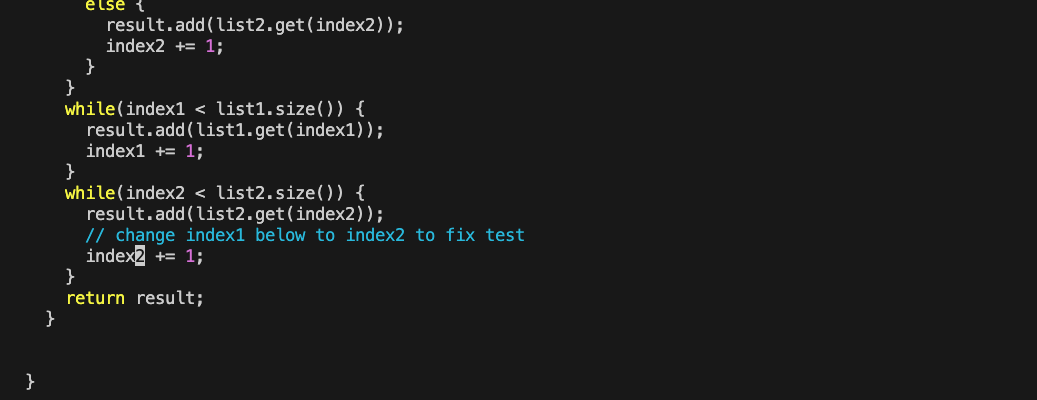 else {
result.add(list2.get(index2));
index2 += 1;
}
}
while(index1 < list1.size()) {
result.add(list1.get(index1));
index1 += 1;
}
while(index2 < list2.size()) {
result.add(list2.get(index2));
// change index1 below to index2 to fix test
index2 += 1;
}
return result;
}
}